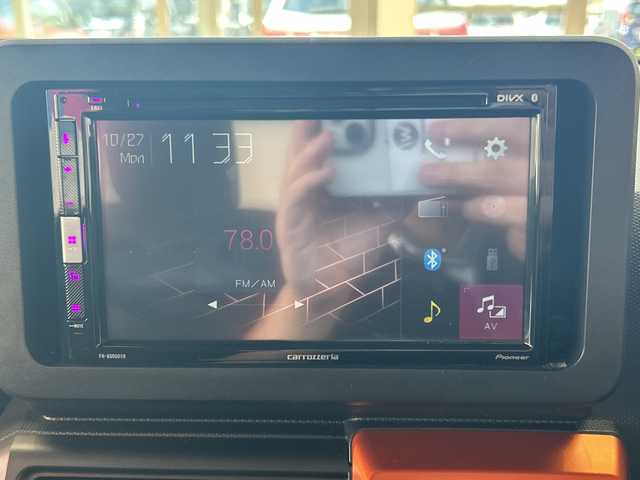 DIVX
10/27
Mon
11 33
78.0
FM/AM
AV
carrozzeria
Pioneer